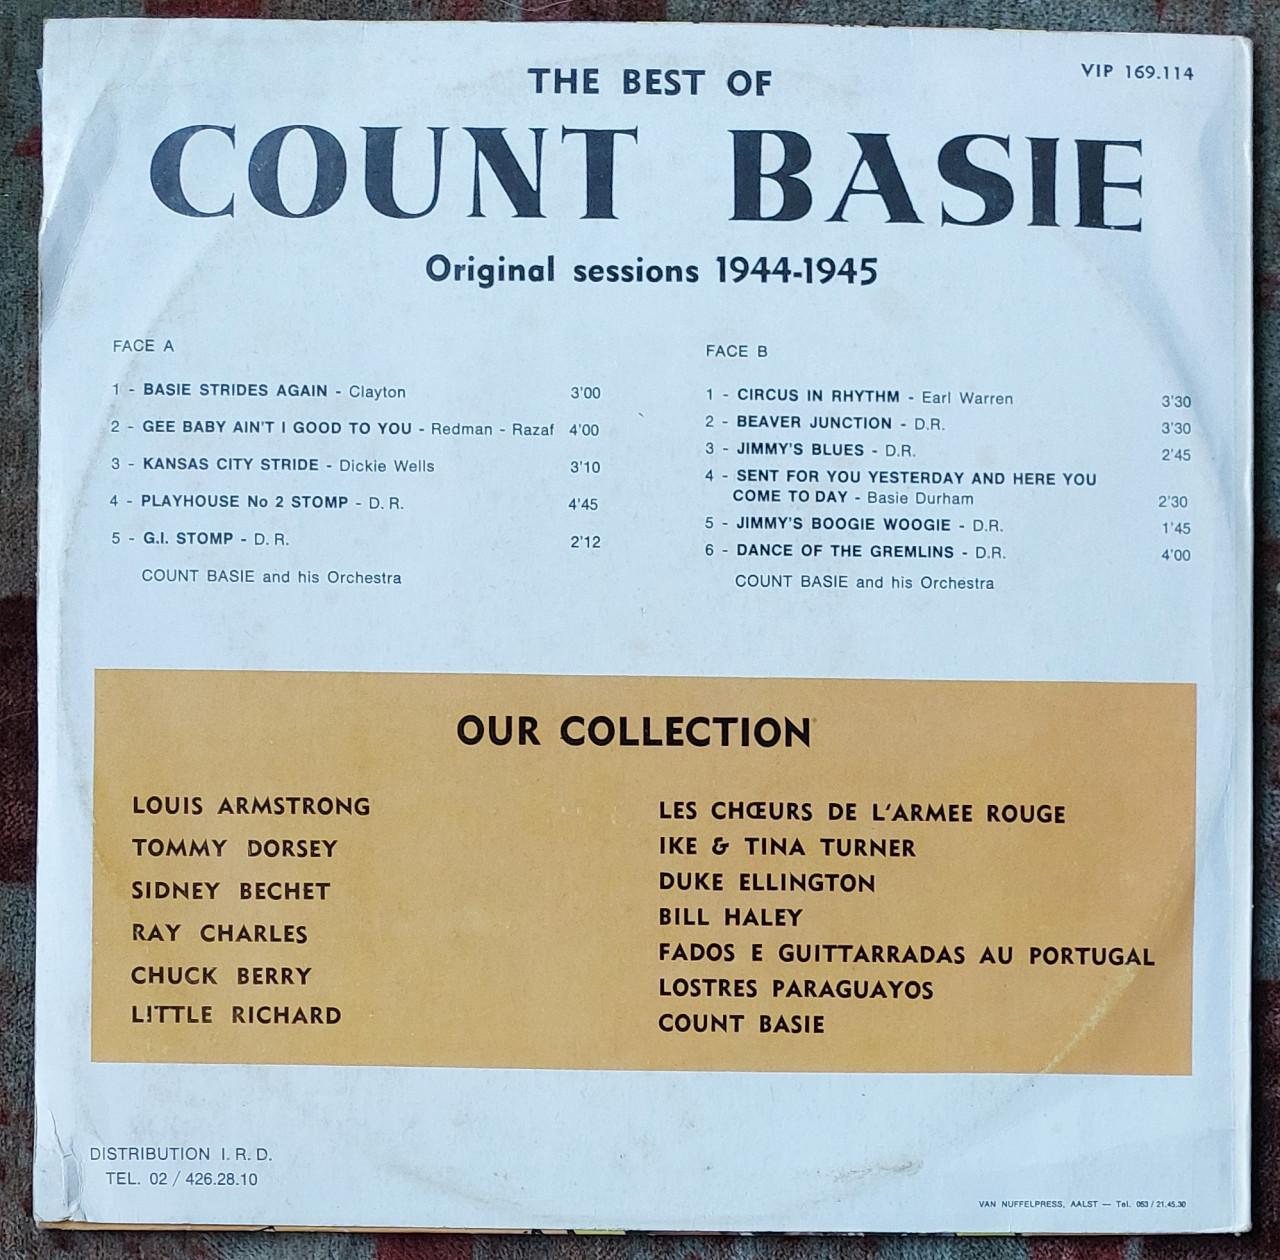 VIP 169.114
THE BEST OF
COUNT BASIE
Original sessions 1944-1945
FACE A
1 - BASIE STRIDES AGAIN - Clayton 3'00
2 - GEE BABY AIN'T I GOOD TO YOU - Redman - Razaf 4'00
3 - KANSAS CITY STRIDE - Dickie Wells 3'10
4 - PLAYHOUSE No 2 STOMP - D. R. 4'45
5 - G.I. STOMP - D. R. 2'12
COUNT BASIE and his Orchestra
FACE B
1 - CIRCUS IN RHYTHM - Earl Warren 3'30
2 - BEAVER JUNCTION - D.R. 3'30
3 - JIMMY'S BLUES - D.R. 2'45
4 - SENT FOR YOU YESTERDAY AND HERE YOU
COME TO DAY - Basie Durham 2'30
5 - JIMMY'S BOOGIE WOOGIE - D.R. 1'45
6 - DANCE OF THE GREMLINS - D.R. 4'00
COUNT BASIE and his Orchestra
OUR COLLECTION
LOUIS ARMSTRONG
TOMMY DORSEY
SIDNEY BECHET
RAY CHARLES
CHUCK BERRY
LITTLE RICHARD
LES CHŒURS DE L'ARMEE ROUGE
IKE & TINA TURNER
DUKE ELLINGTON
BILL HALEY
FADOS E GUITTARRADAS AU PORTUGAL
LOSTRES PARAGUAYOS
COUNT BASIE
DISTRIBUTION I. R. D.
TEL. 02 / 426.28.10
VAN NUFFELPRESS, AALST — Tel. 053 / 21.45.30